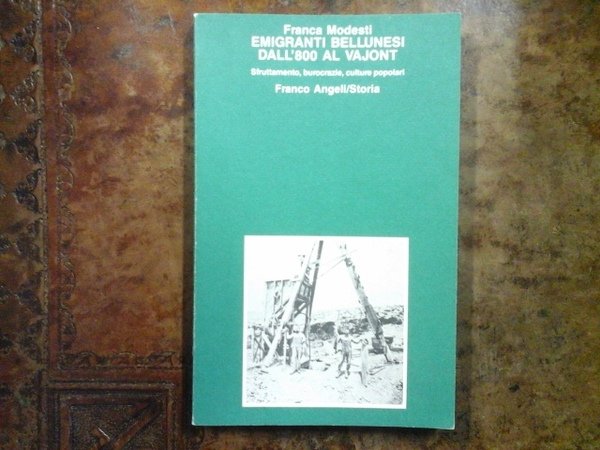 Franca Modesti
EMIGRANTI BELLUNESI
DALL'800 AL VAJONT
Sfruttamento, burocrazie, culture popolari
Franco Angeli/Storia